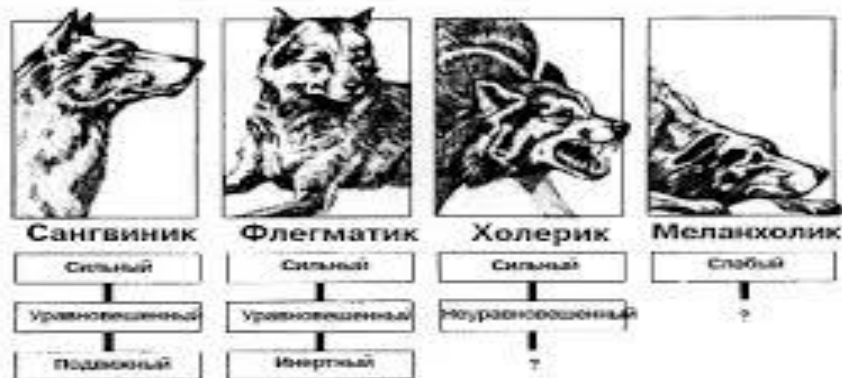 Сангвиник Флегматик Холерик Меланхолик
Сильный Сильный Сильный Слабый
Уравновешенный Уравновешенный Неуравновешенный ?
Подвижный Инертный ?